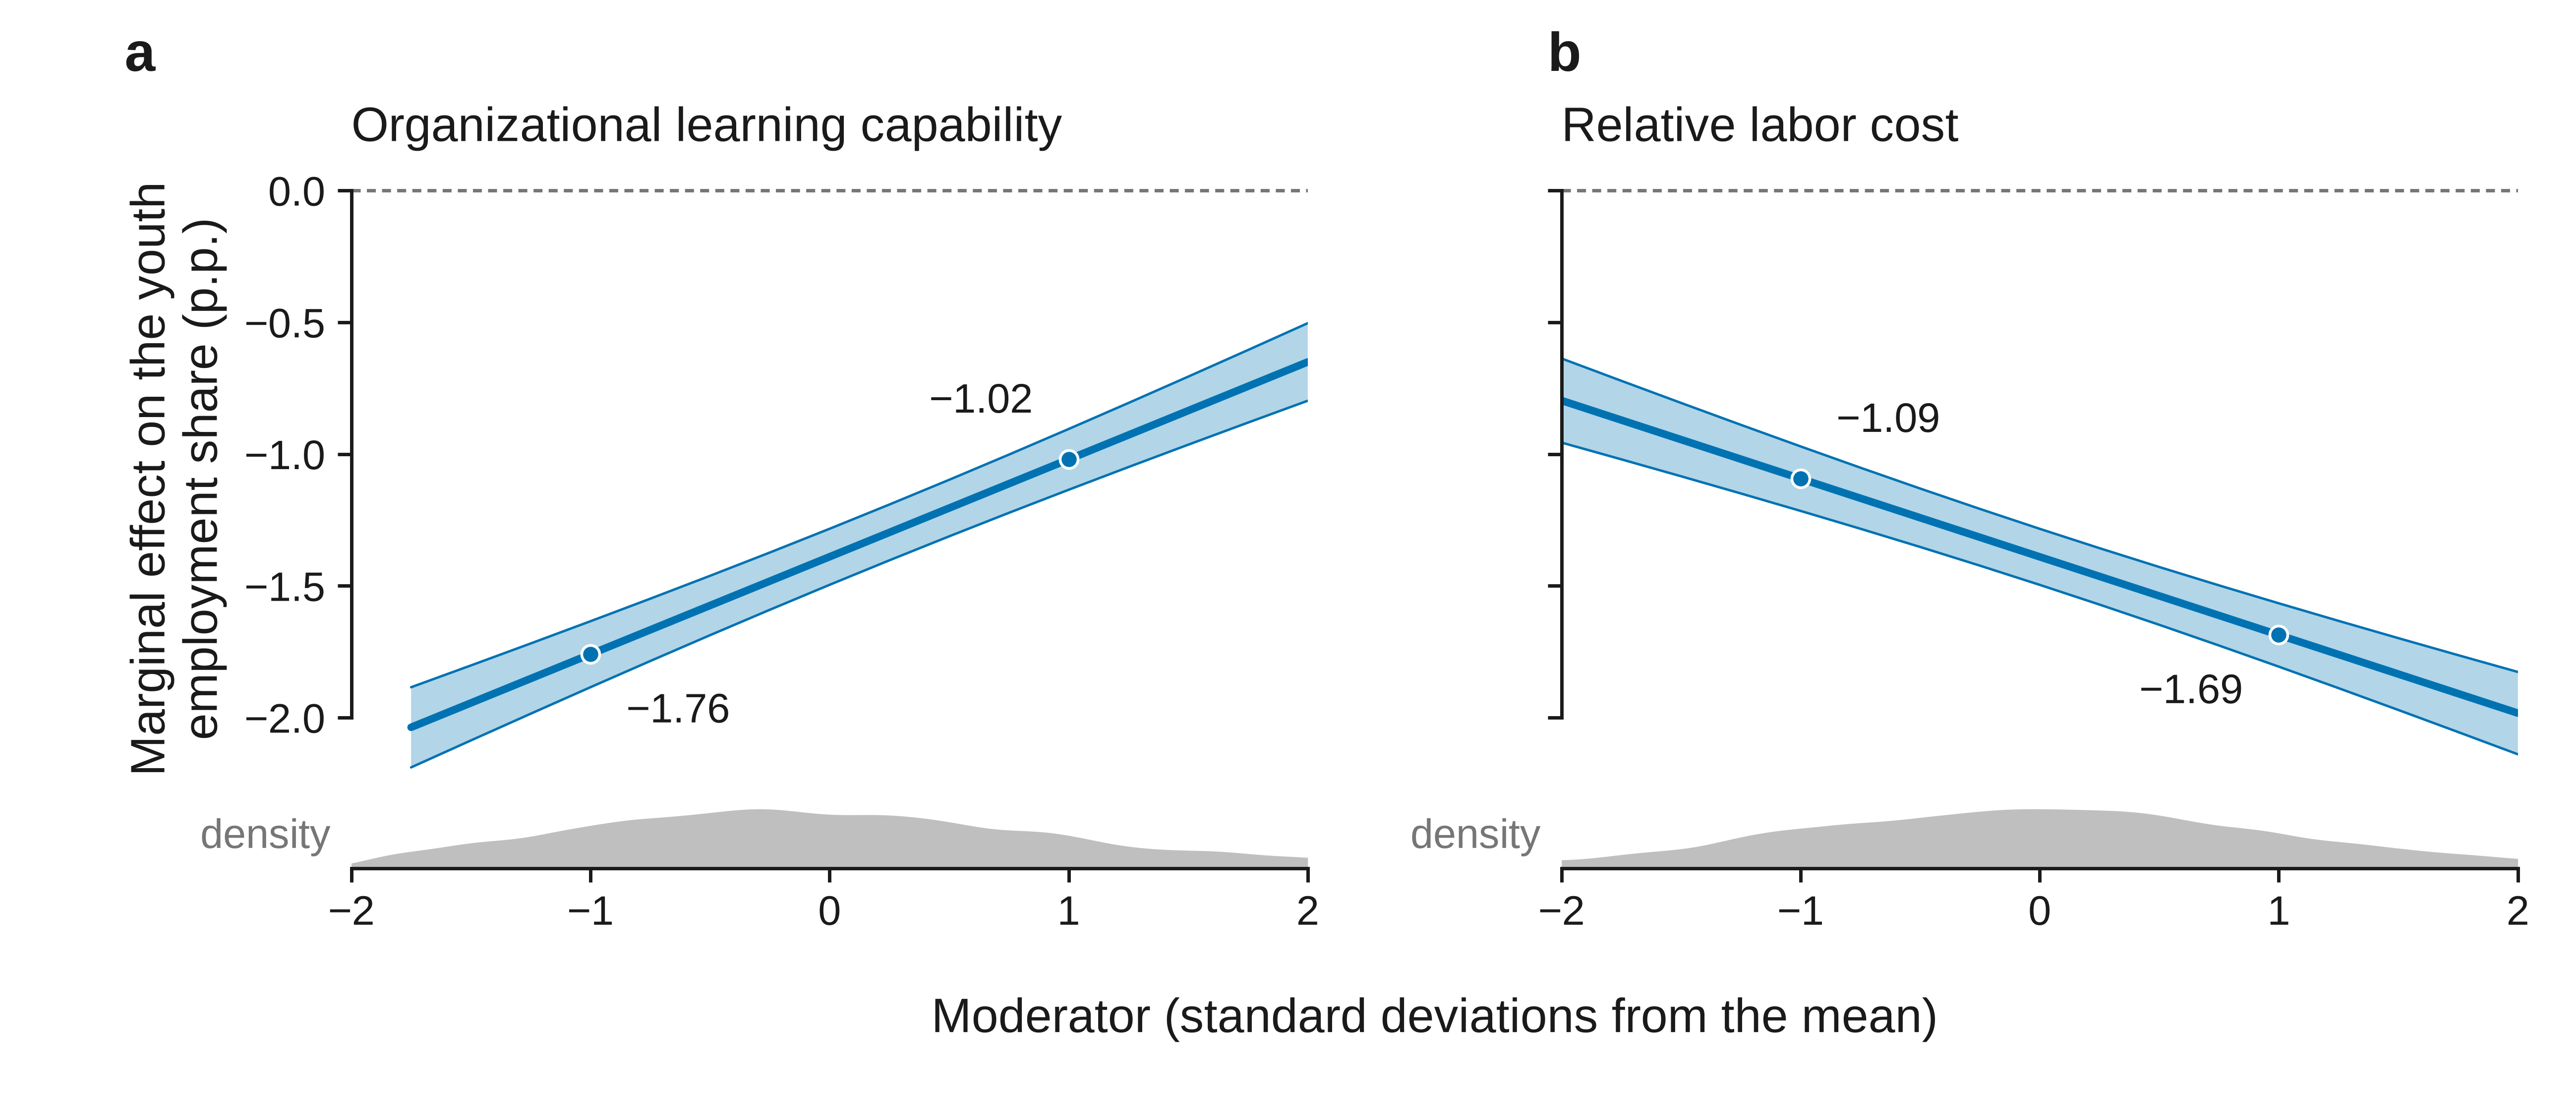 a
Organizational learning capability
Marginal effect on the youth
employment share (p.p.)
0.0
−0.5
−1.0
−1.5
−2.0
−1.02
−1.76
density
−2
−1
0
1
2
b
Relative labor cost
−1.09
−1.69
density
−2
−1
0
1
2
Moderator (standard deviations from the mean)